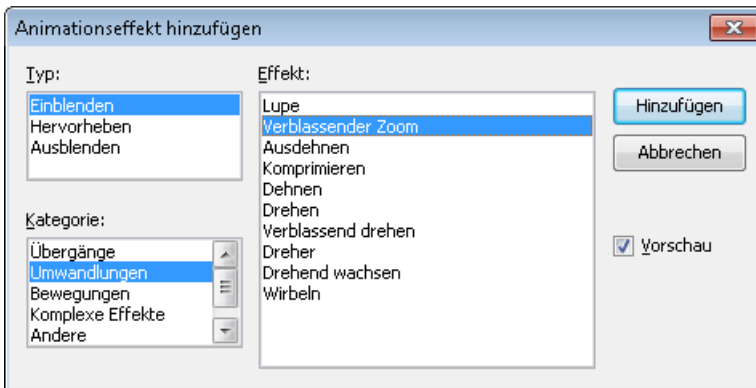 Animationseffekt hinzufügen
Typ:
Einblenden
Hervorheben
Ausblenden
Kategorie:
Übergänge
Umwandlungen
Bewegungen
Komplexe Effekte
Andere
Effekt:
Lupe
Verblassender Zoom
Ausdehnen
Komprimieren
Dehnen
Drehen
Verblassend drehen
Dreher
Drehend wachsen
Wirbeln
Hinzufügen
Abbrechen
Vorschau